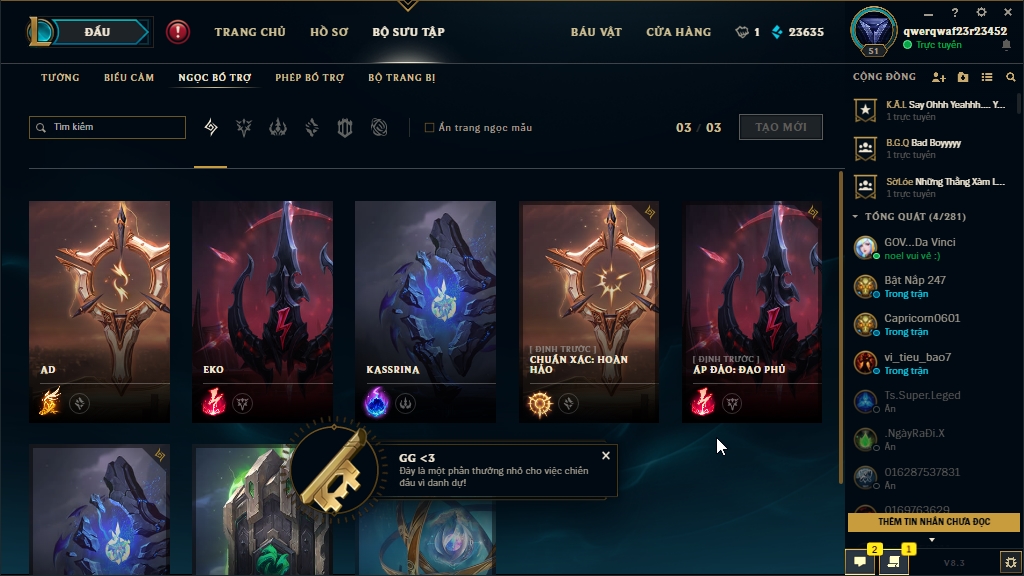 ĐẤU
TRANG CHỦ
HỒ SƠ
BỘ SƯU TẬP
BÁU VẬT
CỬA HÀNG
1
23635
51
qwerqwaf23r23452
Trực tuyến
TƯỚNG
BIỂU CẢM
NGỌC BỔ TRỢ
PHÉP BỔ TRỢ
BỘ TRANG BỊ
CỘNG ĐỒNG
Tìm kiếm
Ẩn trang ngọc mẫu
03 / 03
TẠO MỚI
K.Ã.L Say Ohhh Yeahhh.... Y...
1 trực tuyến
B.G.Q Bad Boyyyyy
1 trực tuyến
SờLóe Những Thằng Xàm L...
1 trực tuyến
TỔNG QUÁT (4/281)
GOV...Da Vinci
noel vui vẻ :)
Bật Nắp 247
Trong trận
Capricorn0601
Trong trận
vi_tieu_bao7
Trong trận
Ts.Super.Leged
Ẩn
.NgàyRaĐi.X
Ẩn
016287537831
Ẩn
0169763629
AD
EKO
KASSRINA
[ ĐỊNH TRƯỚC ]
CHUẨN XÁC: HOÀN
HẢO
[ ĐỊNH TRƯỚC ]
ÁP ĐẢO: ĐẠO PHỦ
GG <3
Đây là một phần thưởng nhỏ cho việc chiến
đấu vì danh dự!
THÊM TIN NHẮN CHƯA ĐỌC
2
1
V8.3